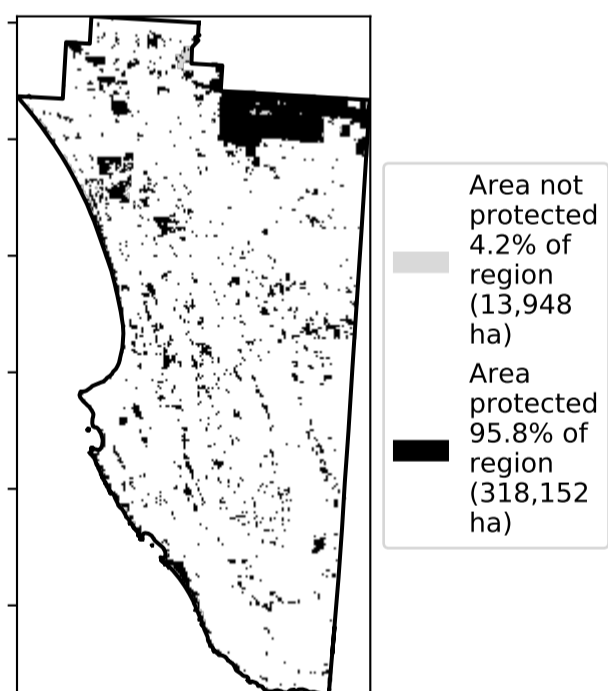 Area not
protected
4.2% of
region
(13,948
ha)
Area
protected
95.8% of
region
(318,152
ha)